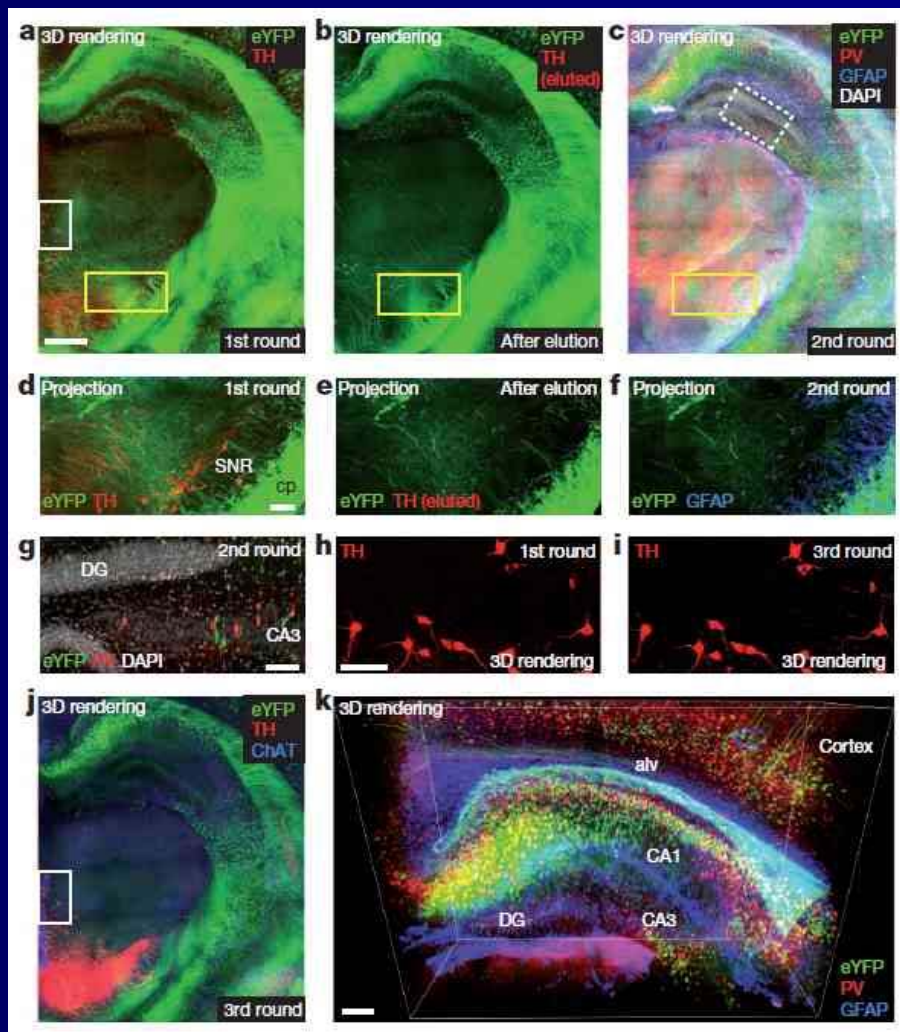 a 3D rendering eYFP
TH
1st round
b 3D rendering eYFP
TH
(eluted)
After elution
c 3D rendering eYFP
PV
GFAP
DAPI
2nd round
d Projection 1st round
SNR
cp
eYFP TH
e Projection After elution
eYFP TH (eluted)
f Projection 2nd round
eYFP GFAP
g 2nd round
DG
CA3
eYFP PV DAPI
h TH 1st round
3D rendering
i TH 3rd round
3D rendering
j 3D rendering eYFP
TH
ChAT
3rd round
k 3D rendering
Cortex
alv
CA1
DG CA3
eYFP
PV
GFAP